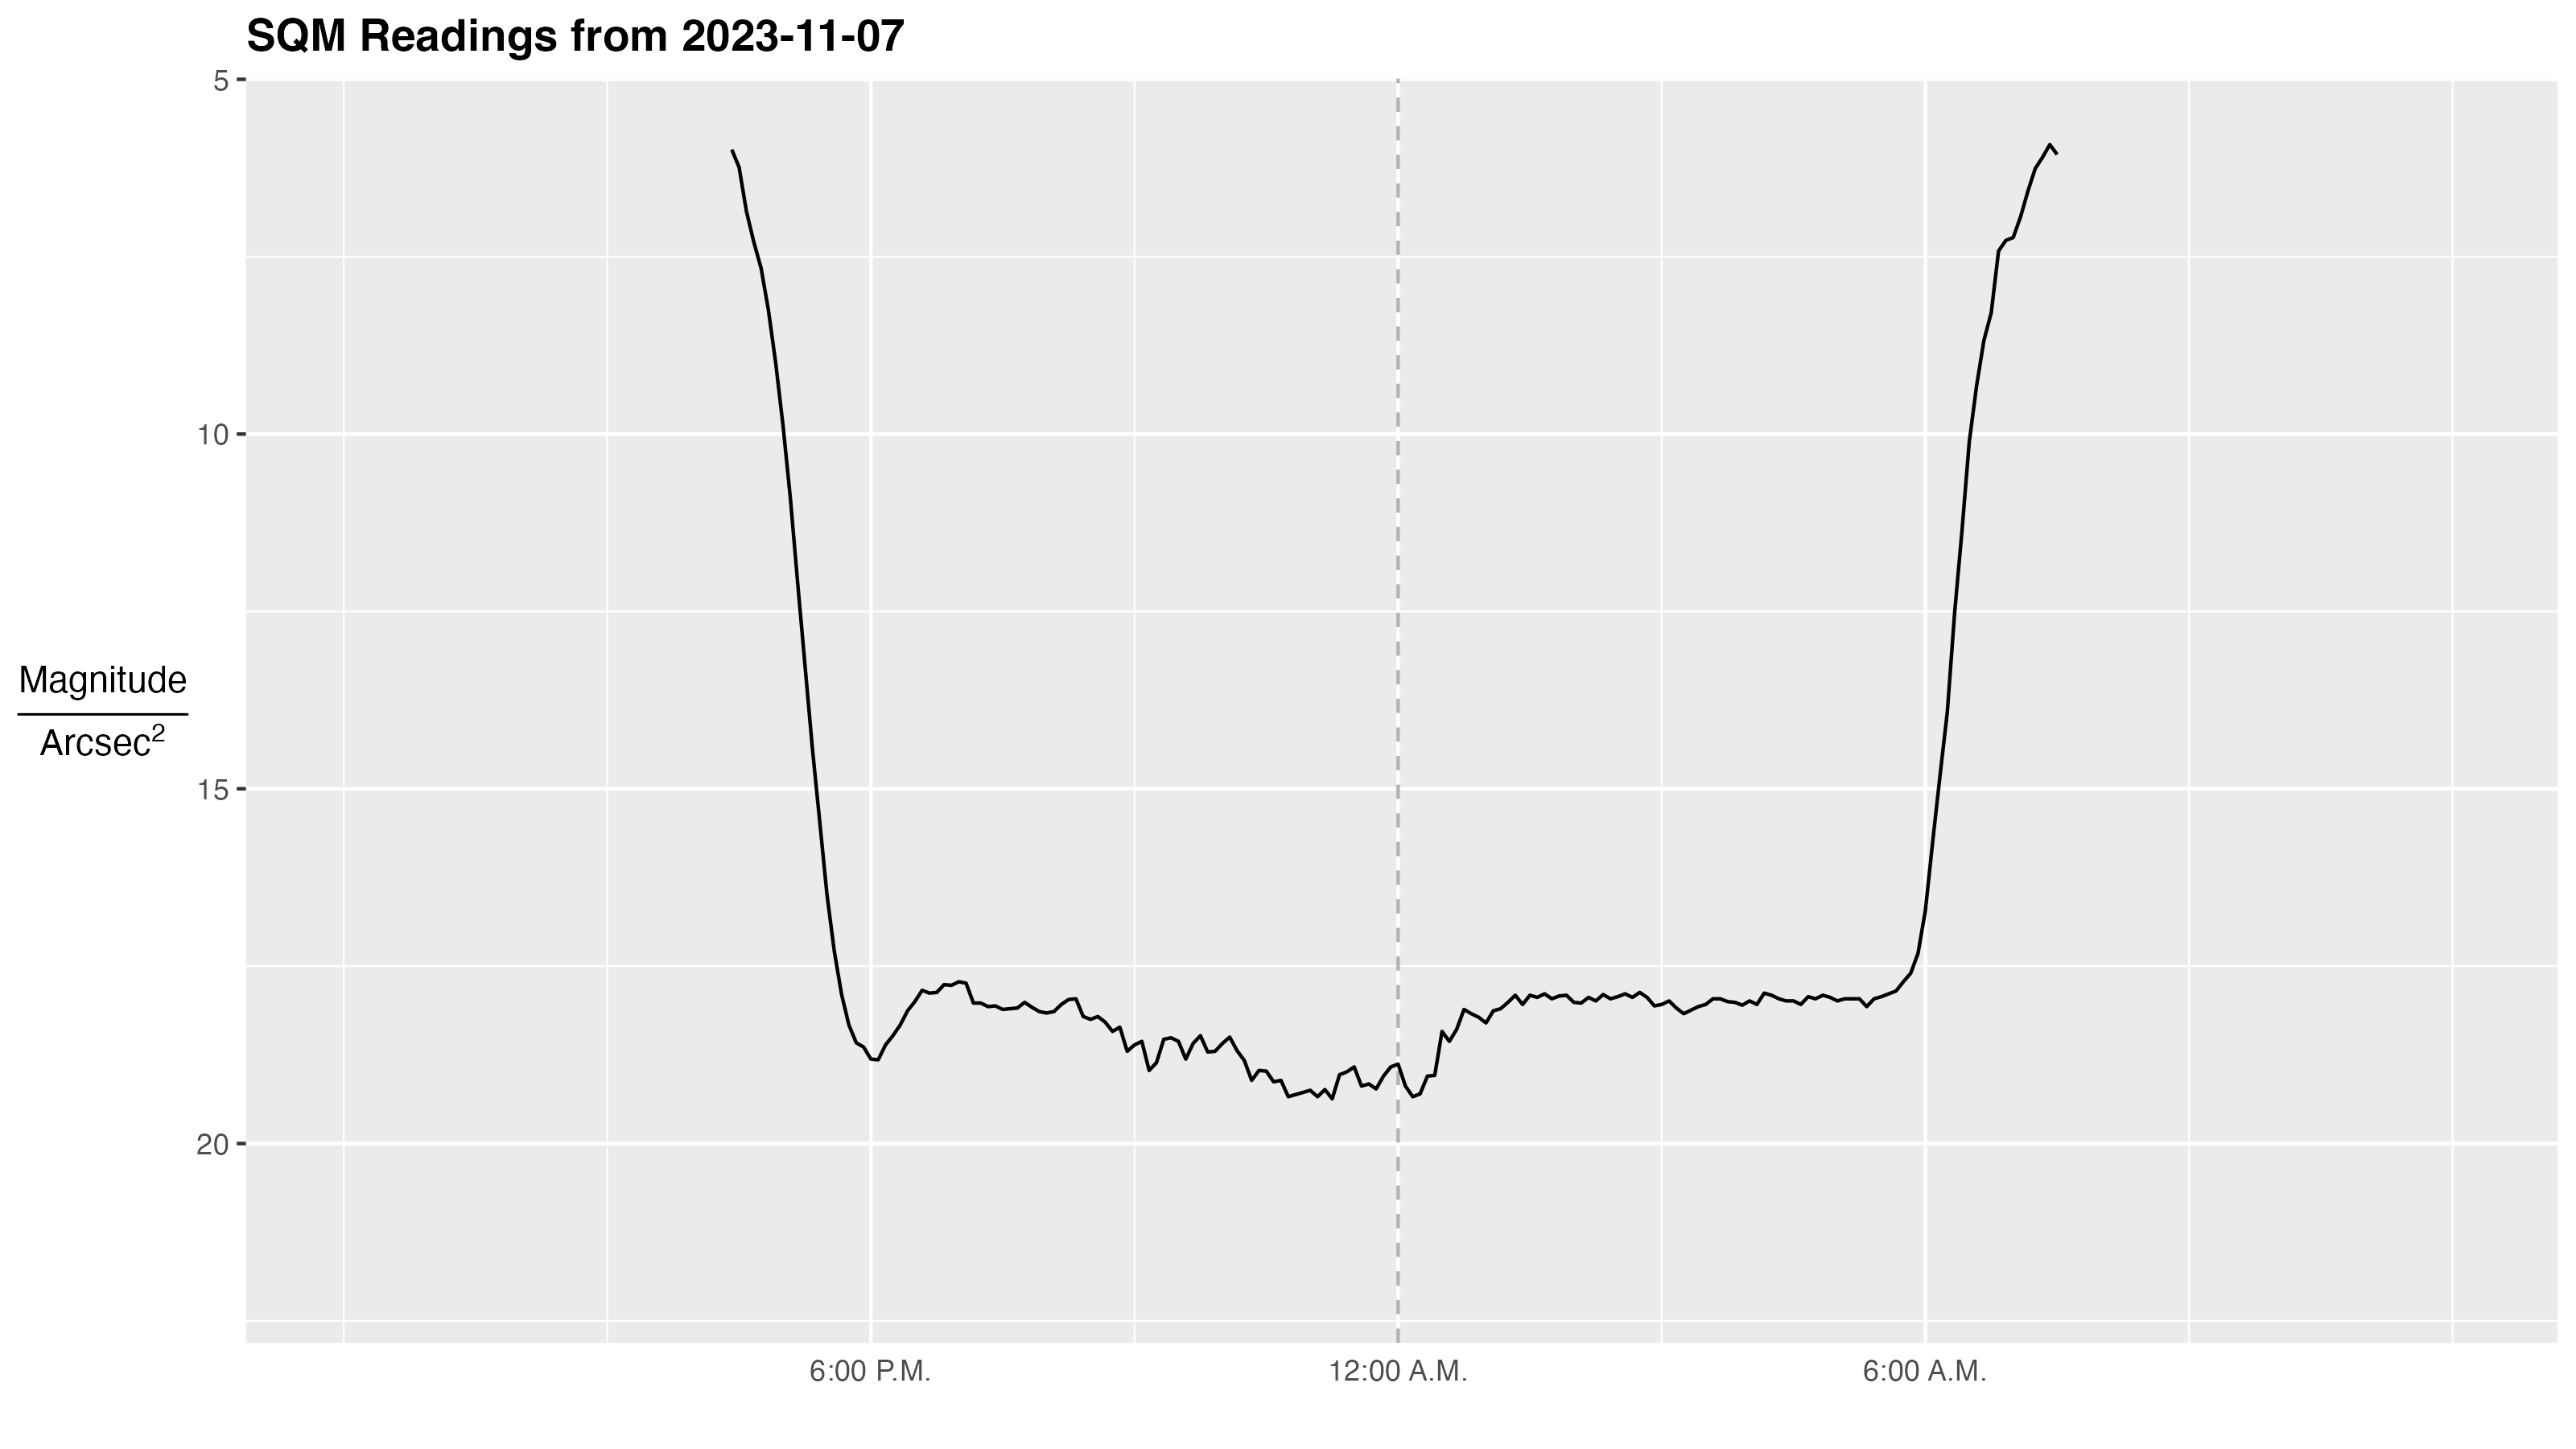 SQM Readings from 2023-11-07
5
10
15
20
Magnitude
Arcsec²
6:00 P.M.
12:00 A.M.
6:00 A.M.